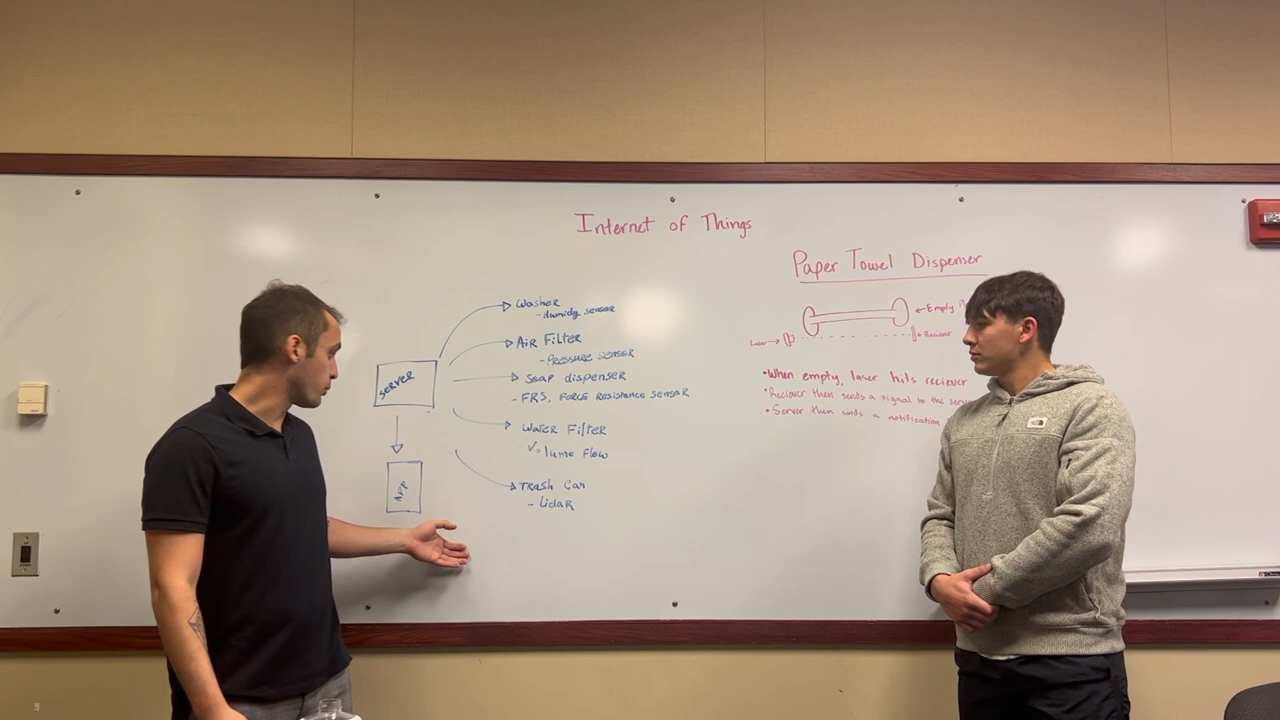 Internet of Things
Paper Towel Dispenser
← Empty
Laser →
← Reciever
• When empty, laser hits reciever
• Reciever then sends a signal to the
• Server then sends a notification
SERVER
APP
Washer
- Humidy sensor
AIR Filter
- Pressure sensor
Soap dispenser
- FRS, Force Resistance sensor
Water Filter
Volume Flow
TRASH Can
- LidaR